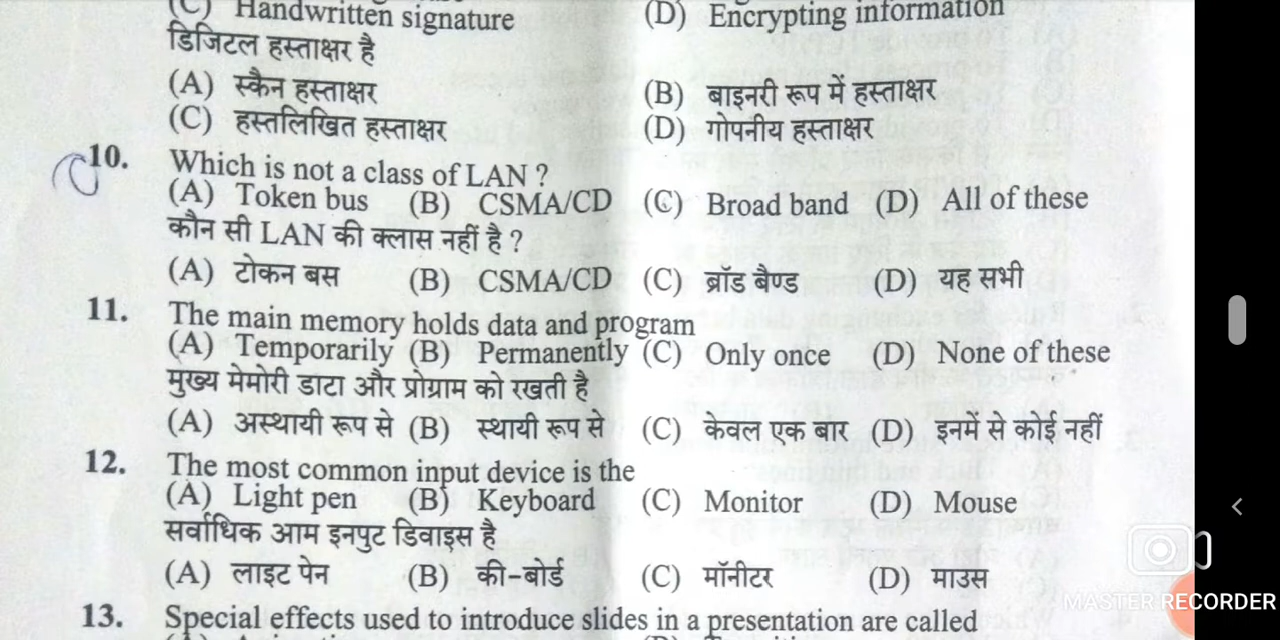 (C) Handwritten signature (D) Encrypting information
डिजिटल हस्ताक्षर है
(A) स्कैन हस्ताक्षर (B) बाइनरी रूप में हस्ताक्षर
(C) हस्तलिखित हस्ताक्षर (D) गोपनीय हस्ताक्षर
10. Which is not a class of LAN ?
(A) Token bus (B) CSMA/CD (C) Broad band (D) All of these
कौन सी LAN की क्लास नहीं है ?
(A) टोकन बस (B) CSMA/CD (C) ब्रॉड बैण्ड (D) यह सभी
11. The main memory holds data and program
(A) Temporarily (B) Permanently (C) Only once (D) None of these
मुख्य मेमोरी डाटा और प्रोग्राम को रखती है
(A) अस्थायी रूप से (B) स्थायी रूप से (C) केवल एक बार (D) इनमें से कोई नहीं
12. The most common input device is the
(A) Light pen (B) Keyboard (C) Monitor (D) Mouse
सर्वाधिक आम इनपुट डिवाइस है
(A) लाइट पेन (B) की-बोर्ड (C) मॉनीटर (D) माउस
MASTER RECORDER
13. Special effects used to introduce slides in a presentation are called